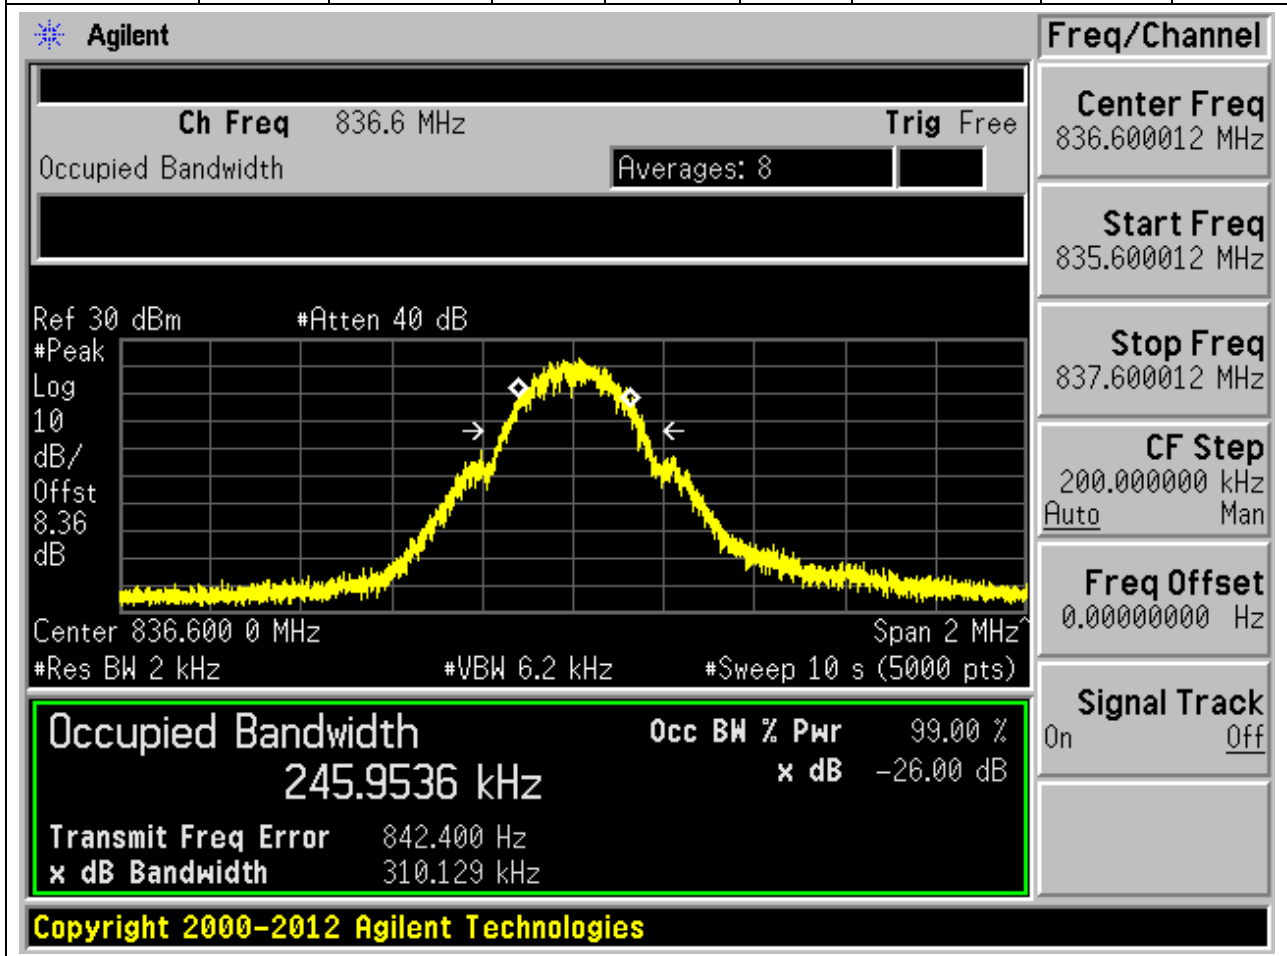 Agilent
Freq/Channel
Ch Freq 836.6 MHz Trig Free
Occupied Bandwidth Averages: 8
Center Freq
836.600012 MHz
Start Freq
835.600012 MHz
Stop Freq
837.600012 MHz
CF Step
200.000000 kHz
Auto Man
Freq Offset
0.00000000 Hz
Signal Track
On Off
Ref 30 dBm #Atten 40 dB
#Peak
Log
10
dB/
Offst
8.36
dB
Center 836.600 0 MHz Span 2 MHz^
#Res BW 2 kHz #VBW 6.2 kHz #Sweep 10 s (5000 pts)
Occupied Bandwidth Occ BW % Pwr 99.00 %
245.9536 kHz x dB -26.00 dB
Transmit Freq Error 842.400 Hz
x dB Bandwidth 310.129 kHz
Copyright 2000-2012 Agilent Technologies